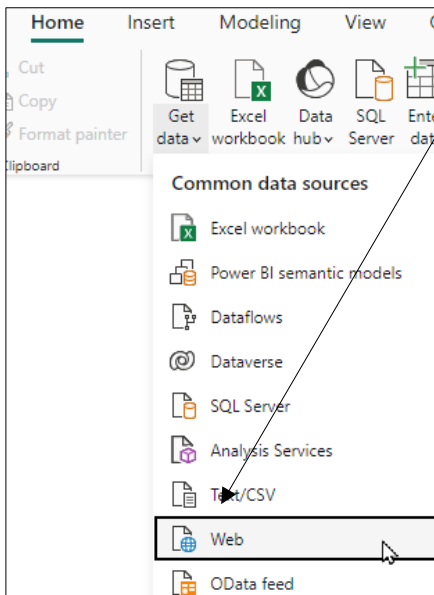 Home Insert Modeling View
Cut
Copy
Format painter
Clipboard
Get data
Excel workbook
Data hub
SQL Server
Common data sources
Excel workbook
Power BI semantic models
Dataflows
Dataverse
SQL Server
Analysis Services
Text/CSV
Web
OData feed